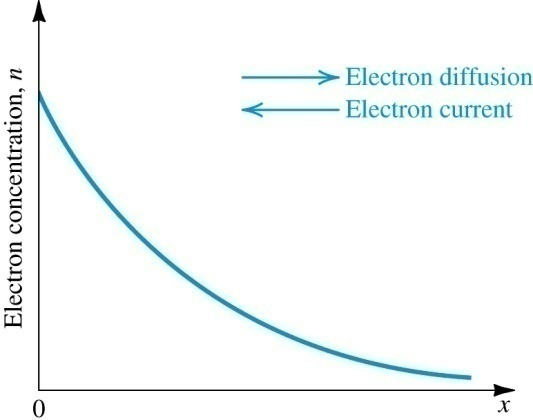 Electron concentration, n
Electron diffusion
Electron current
0
x